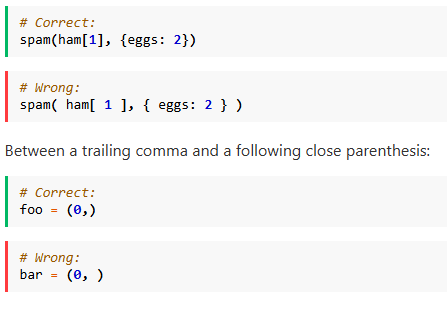 # Correct:
spam(ham[1], {eggs: 2})
# Wrong:
spam( ham[ 1 ], { eggs: 2 } )
Between a trailing comma and a following close parenthesis:
# Correct:
foo = (0,)
# Wrong:
bar = (0, )